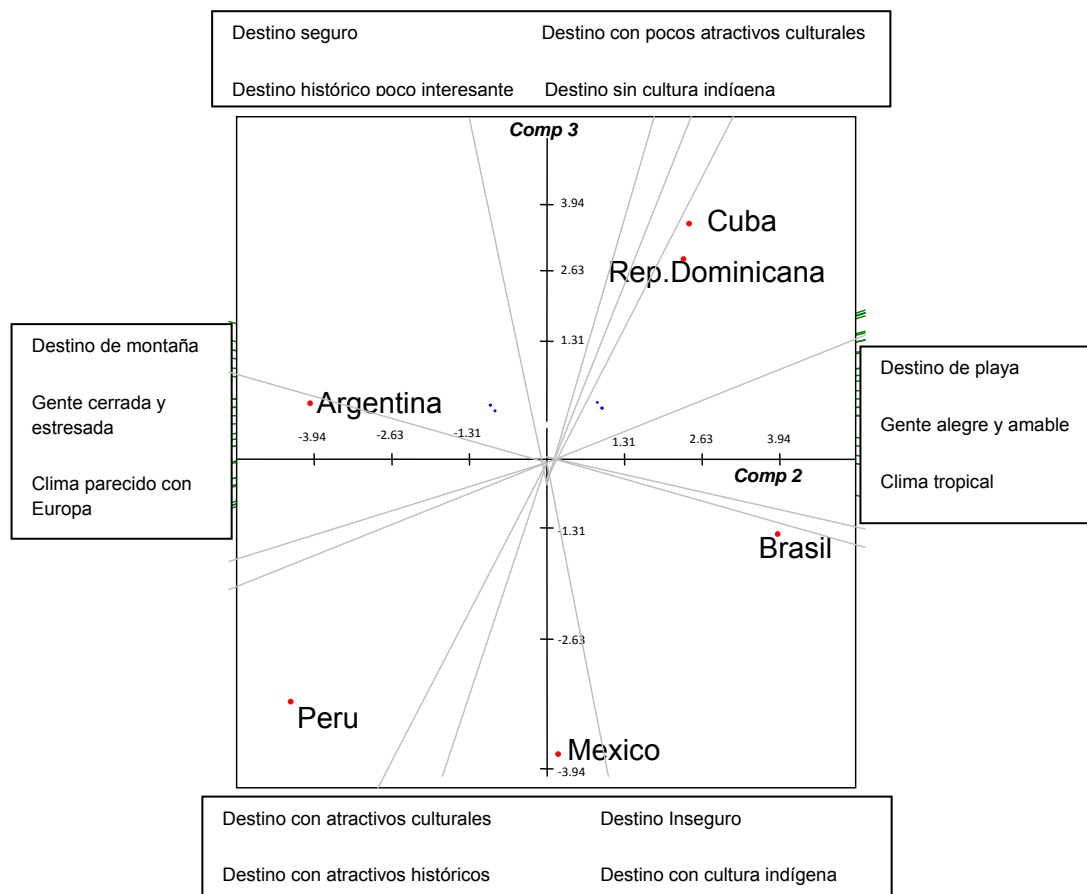 Destino seguro Destino con pocos atractivos culturales
Destino histórico poco interesante Destino sin cultura indígena
Comp 3
3.94
Cuba
2.63
Rep.Dominicana
1.31
Destino de montaña
Gente cerrada y
estresada
Clima parecido con
Europa
Argentina
-3.94 -2.63 -1.31 1.31 2.63 3.94
Comp 2
Destino de playa
Gente alegre y amable
Clima tropical
-1.31
Brasil
-2.63
Peru
Mexico
-3.94
Destino con atractivos culturales Destino Inseguro
Destino con atractivos históricos Destino con cultura indígena